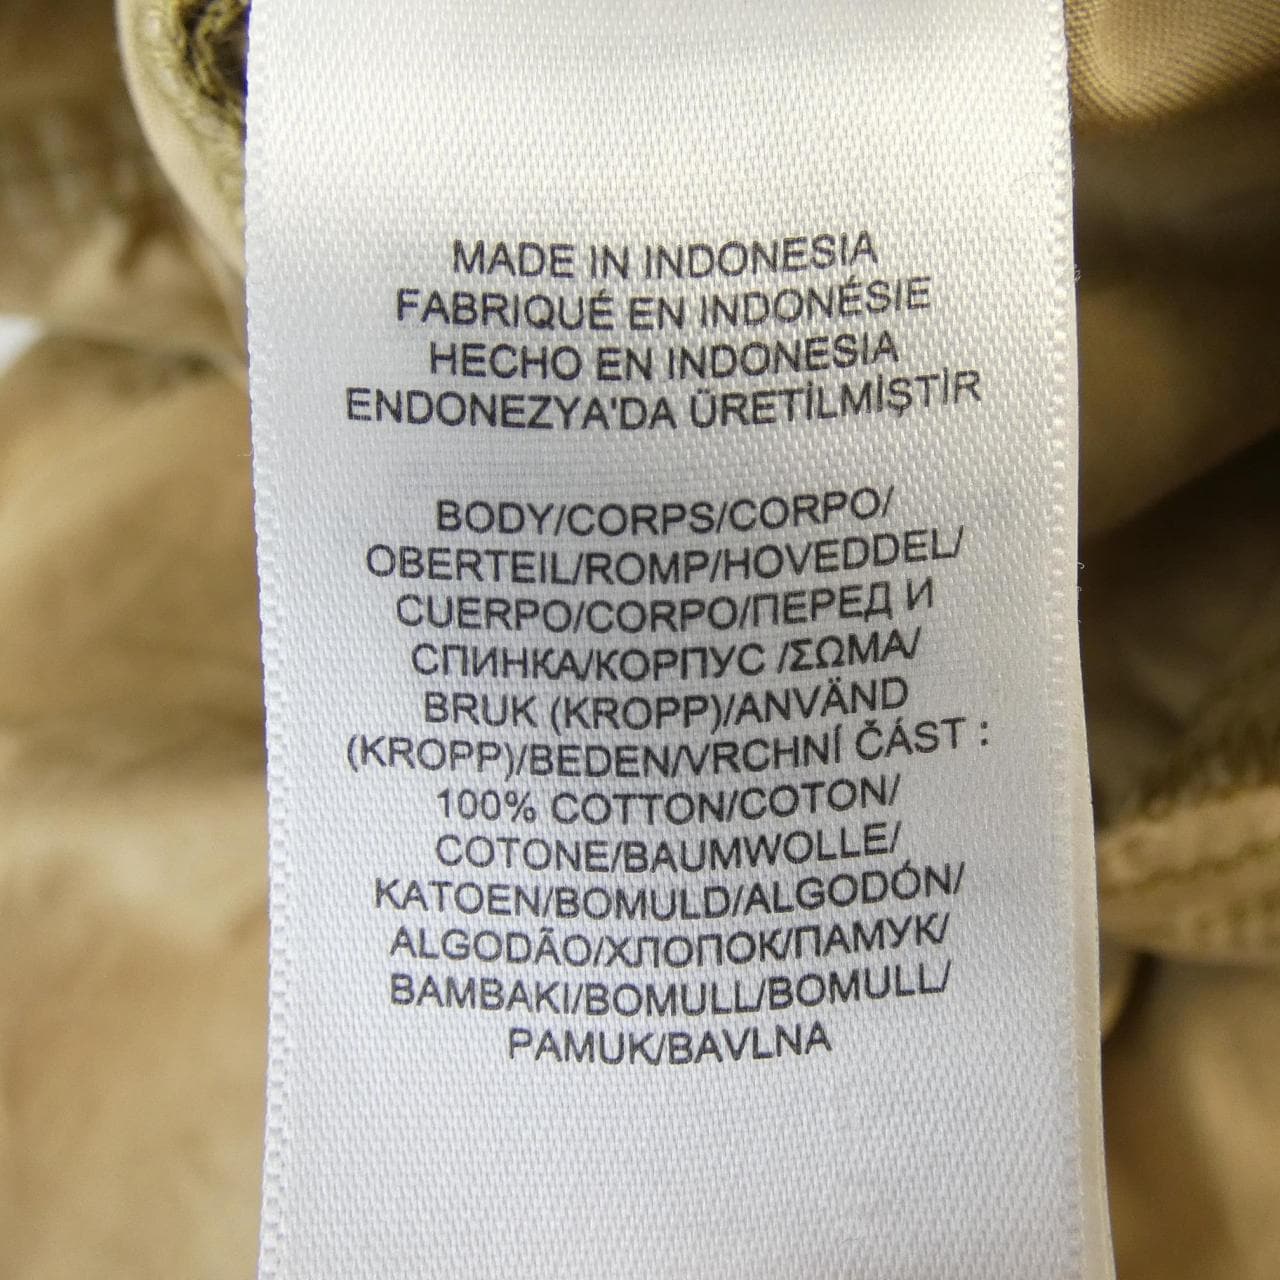 MADE IN INDONESIA
FABRIQUÉ EN INDONÉSIE
HECHO EN INDONESIA
ENDONEZYA'DA ÜRETİLMİŞTİR
BODY/CORPS/CORPO/
OBERTEIL/ROMP/HOVEDDEL/
CUERPO/CORPO/ПЕРЕД И
СПИНКА/КОРПУС /ΣΩΜΑ/
BRUK (KROPP)/ANVÄND
(KROPP)/BEDEN/VRCHNÍ ČÁST :
100% COTTON/COTON/
COTONE/BAUMWOLLE/
KATOEN/BOMULD/ALGODÓN/
ALGODÃO/ХЛОПОК/ПАМУК/
BAMBAKI/BOMULL/BOMULL/
PAMUK/BAVLNA